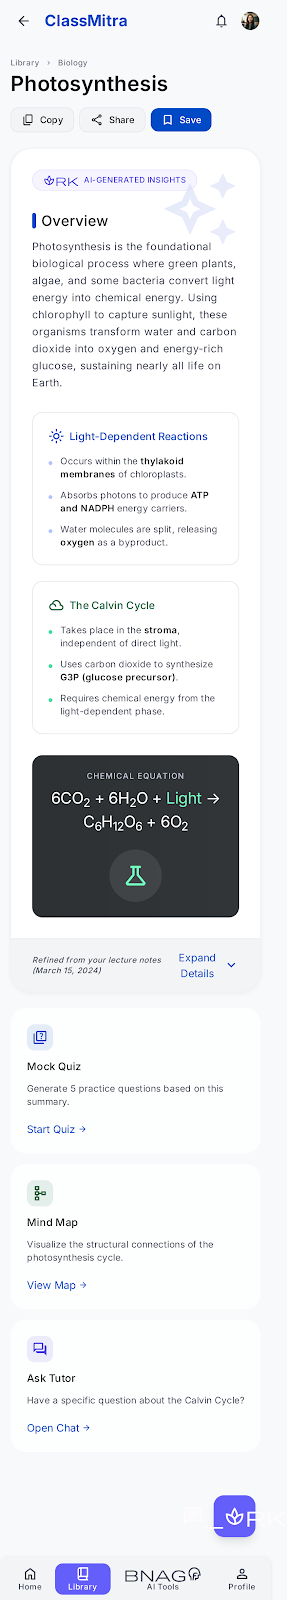 ClassMitra
Library > Biology
Photosynthesis
Copy
Share
Save
RK AI-GENERATED INSIGHTS
Overview
Photosynthesis is the foundational
biological process where green plants,
algae, and some bacteria convert light
energy into chemical energy. Using
chlorophyll to capture sunlight, these
organisms transform water and carbon
dioxide into oxygen and energy-rich
glucose, sustaining nearly all life on
Earth.
Light-Dependent Reactions
Occurs within the thylakoid
membranes of chloroplasts.
Absorbs photons to produce ATP
and NADPH energy carriers.
Water molecules are split, releasing
oxygen as a byproduct.
The Calvin Cycle
Takes place in the stroma,
independent of direct light.
Uses carbon dioxide to synthesize
G3P (glucose precursor).
Requires chemical energy from the
light-dependent phase.
CHEMICAL EQUATION
6CO₂ + 6H₂O + Light →
C₆H₁₂O₆ + 6O₂
Refined from your lecture notes
(March 15, 2024)
Expand
Details
Mock Quiz
Generate 5 practice questions based on this
summary.
Start Quiz →
Mind Map
Visualize the structural connections of the
photosynthesis cycle.
View Map →
Ask Tutor
Have a specific question about the Calvin Cycle?
Open Chat →
RK
Home
Library
BNAG
AI Tools
Profile